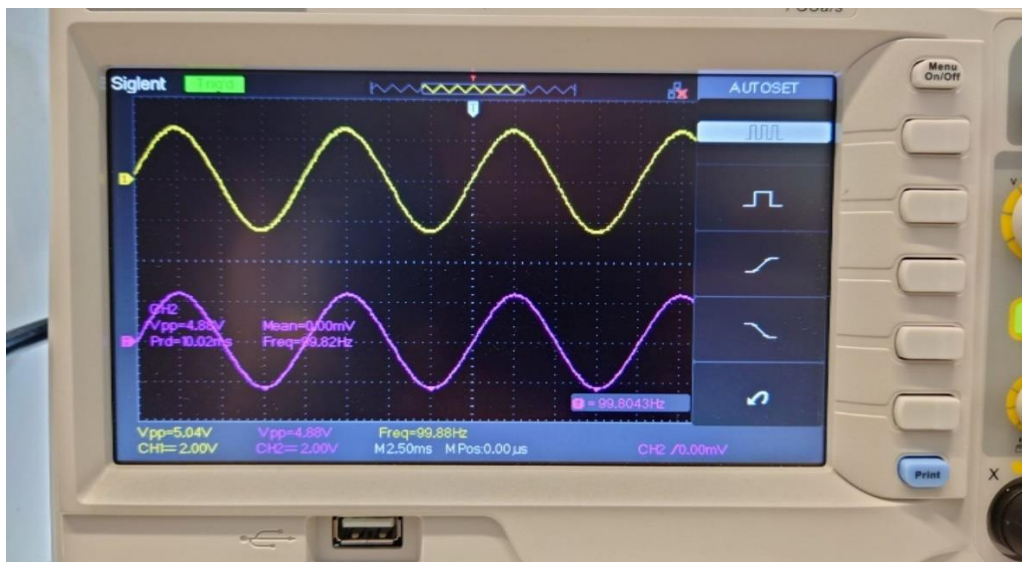 Siglent Trig'd
AUTOSET
Menu
On/Off
CH2
Vpp=4.88V Mean=0.00mV
Prd=10.02ms Freq=99.82Hz
= 99.8043Hz
Vpp=5.04V Vpp=4.88V Freq=99.88Hz
CH1 2.00V CH2 2.00V M 2.50ms M Pos:0.00µs CH2 /0.00mV
Print
X